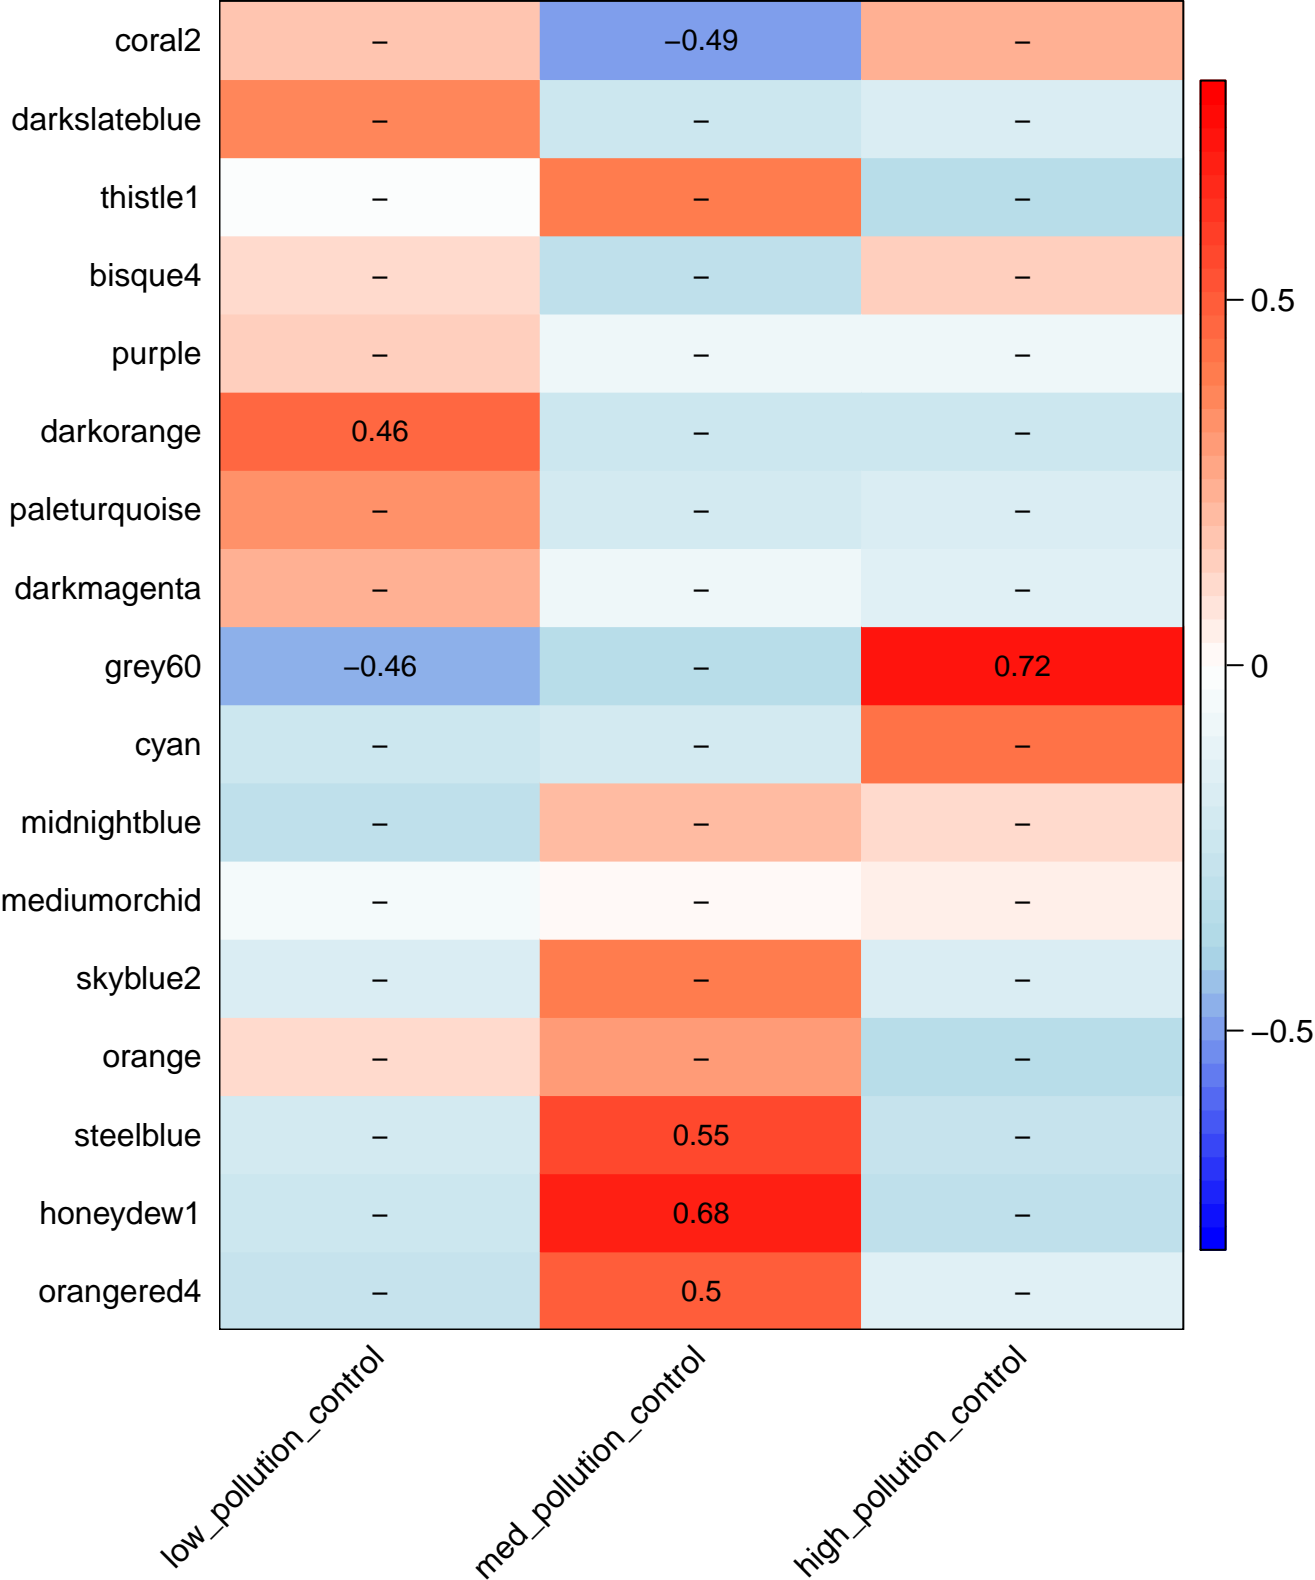 coral2 – −0.49 –
darkslateblue – – –
thistle1 – – –
bisque4 – – –
purple – – –
darkorange 0.46 – –
paleturquoise – – –
darkmagenta – – –
grey60 −0.46 – 0.72
cyan – – –
midnightblue – – –
mediumorchid – – –
skyblue2 – – –
orange – – –
steelblue – 0.55 –
honeydew1 – 0.68 –
orangered4 – 0.5 –
low_pollution_control
med_pollution_control
high_pollution_control
0.5
0
−0.5